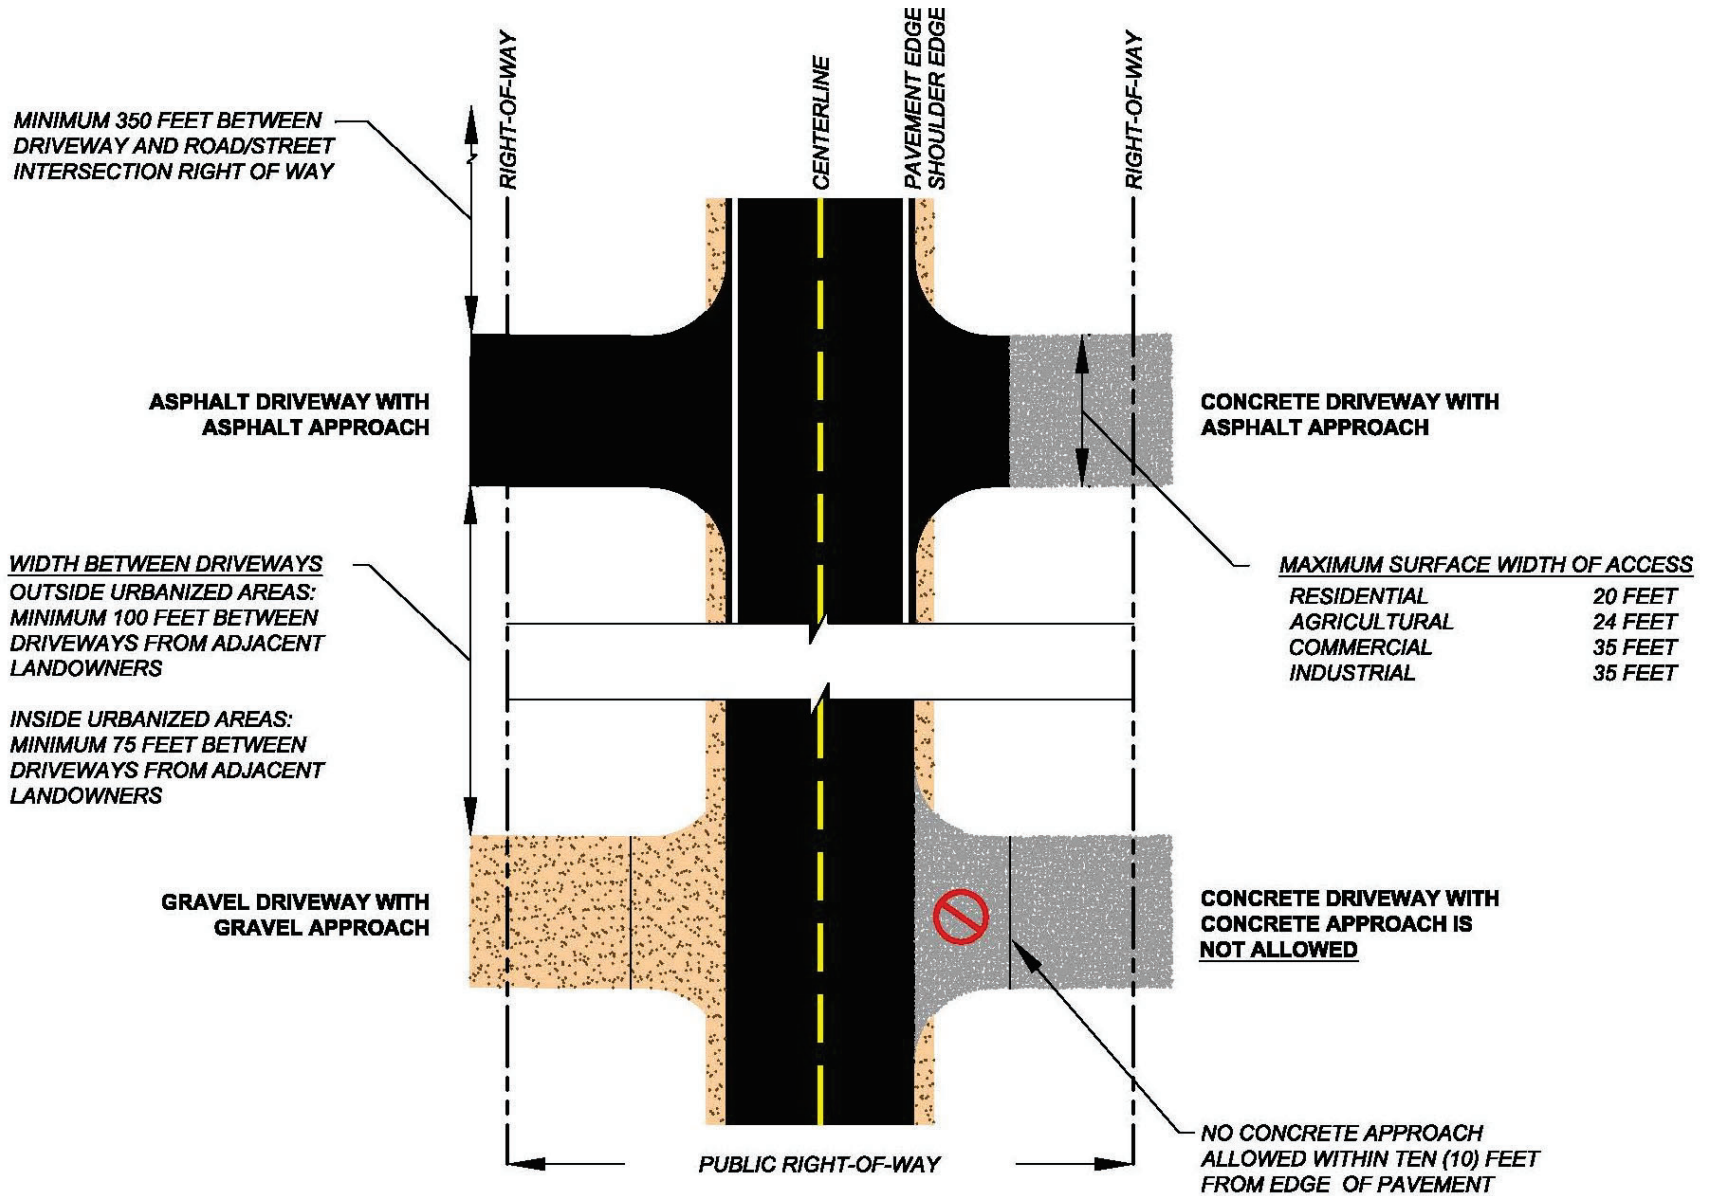 RIGHT-OF-WAY
CENTERLINE
PAVEMENT EDGE
SHOULDER EDGE
RIGHT-OF-WAY
MINIMUM 350 FEET BETWEEN
DRIVEWAY AND ROAD/STREET
INTERSECTION RIGHT OF WAY
ASPHALT DRIVEWAY WITH
ASPHALT APPROACH
CONCRETE DRIVEWAY WITH
ASPHALT APPROACH
WIDTH BETWEEN DRIVEWAYS
OUTSIDE URBANIZED AREAS:
MINIMUM 100 FEET BETWEEN
DRIVEWAYS FROM ADJACENT
LANDOWNERS
INSIDE URBANIZED AREAS:
MINIMUM 75 FEET BETWEEN
DRIVEWAYS FROM ADJACENT
LANDOWNERS
MAXIMUM SURFACE WIDTH OF ACCESS
RESIDENTIAL 20 FEET
AGRICULTURAL 24 FEET
COMMERCIAL 35 FEET
INDUSTRIAL 35 FEET
GRAVEL DRIVEWAY WITH
GRAVEL APPROACH
CONCRETE DRIVEWAY WITH
CONCRETE APPROACH IS
NOT ALLOWED
NO CONCRETE APPROACH
ALLOWED WITHIN TEN (10) FEET
FROM EDGE OF PAVEMENT
PUBLIC RIGHT-OF-WAY